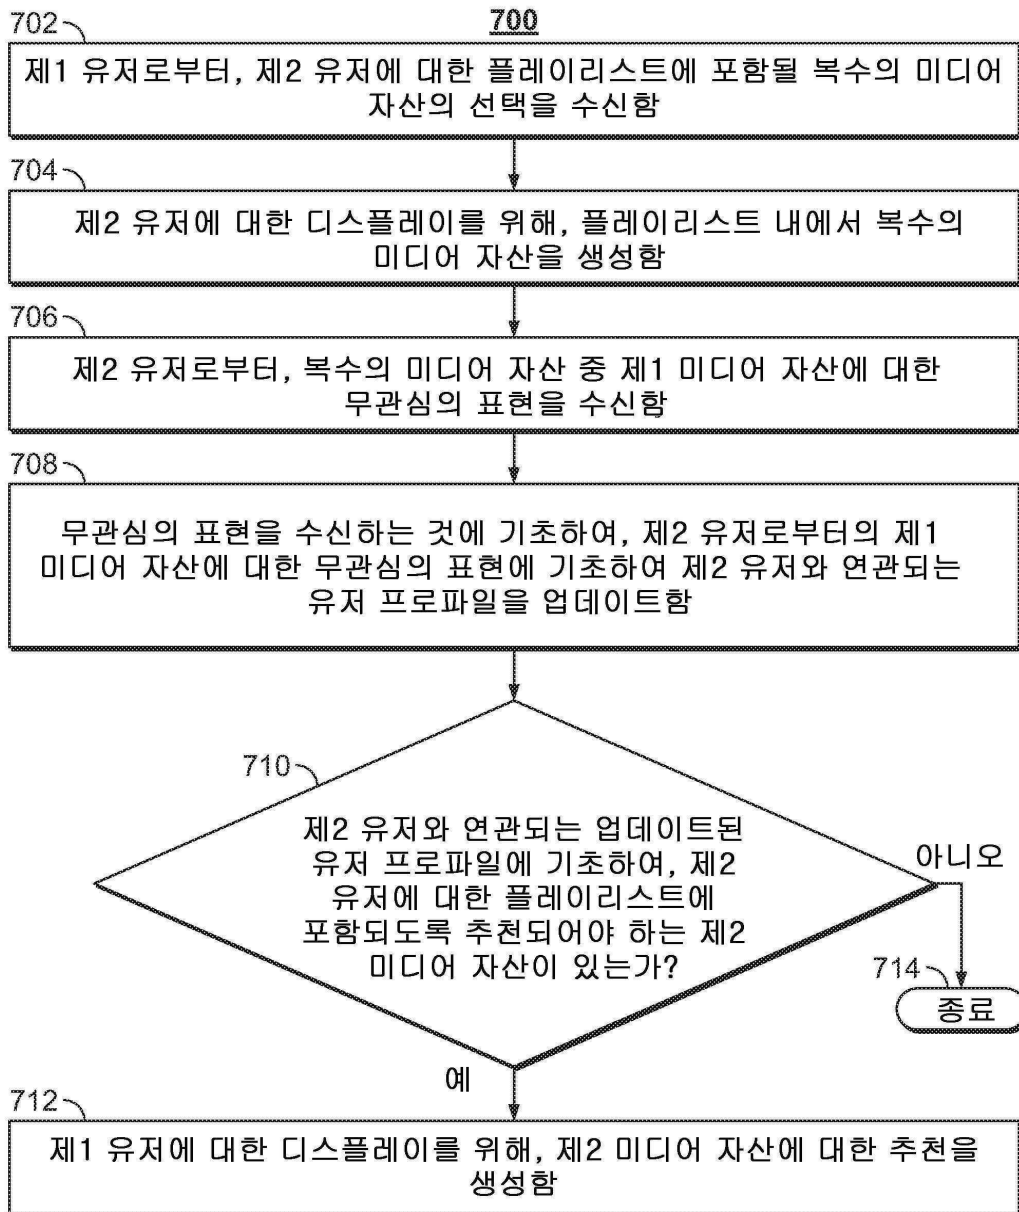 700
702
제1 유저로부터, 제2 유저에 대한 플레이리스트에 포함될 복수의 미디어
자산의 선택을 수신함
704
제2 유저에 대한 디스플레이를 위해, 플레이리스트 내에서 복수의
미디어 자산을 생성함
706
제2 유저로부터, 복수의 미디어 자산 중 제1 미디어 자산에 대한
무관심의 표현을 수신함
708
무관심의 표현을 수신하는 것에 기초하여, 제2 유저로부터의 제1
미디어 자산에 대한 무관심의 표현에 기초하여 제2 유저와 연관되는
유저 프로파일을 업데이트함
710
제2 유저와 연관되는 업데이트된
유저 프로파일에 기초하여, 제2
유저에 대한 플레이리스트에
포함되도록 추천되어야 하는 제2
미디어 자산이 있는가?
아니오
714
종료
예
712
제1 유저에 대한 디스플레이를 위해, 제2 미디어 자산에 대한 추천을
생성함